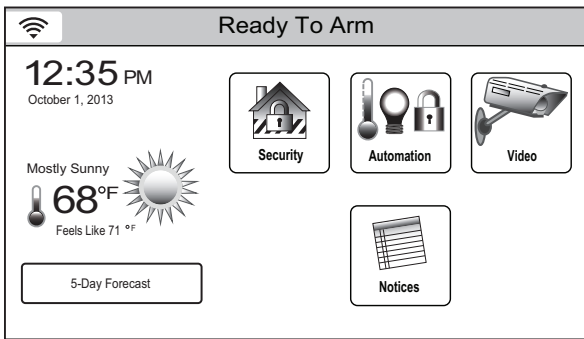 Ready To Arm
12:35 PM
October 1, 2013
Security
Automation
Video
Mostly Sunny
68°F
Feels Like 71 °F
5-Day Forecast
Notices